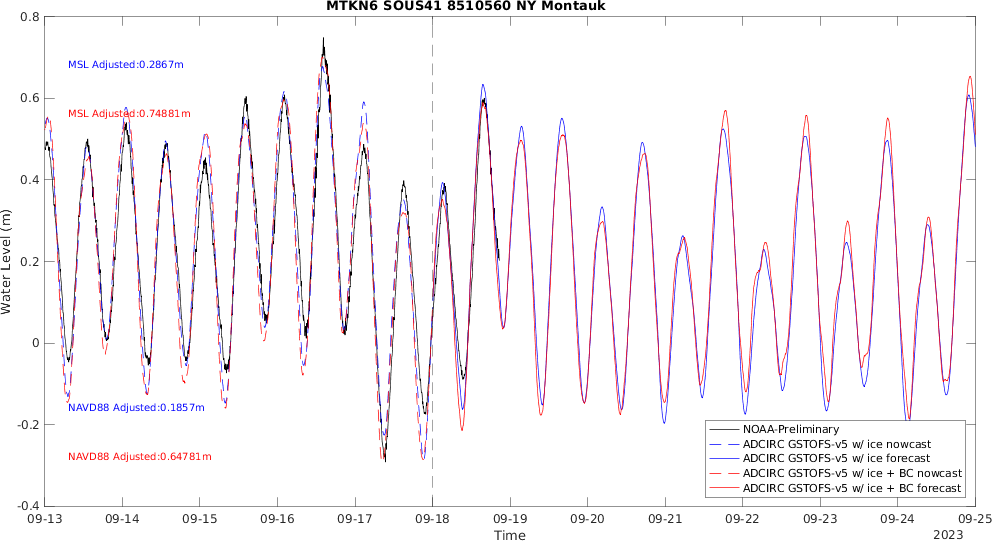 MTKN6 SOUS41 8510560 NY Montauk
0.8
0.6
0.4
0.2
0
-0.2
-0.4
Water Level (m)
MSL Adjusted:0.2867m
MSL Adjusted:0.74881m
NAVD88 Adjusted:0.1857m
NAVD88 Adjusted:0.64781m
NOAA-Preliminary
ADCIRC GSTOFS-v5 w/ ice nowcast
ADCIRC GSTOFS-v5 w/ ice forecast
ADCIRC GSTOFS-v5 w/ ice + BC nowcast
ADCIRC GSTOFS-v5 w/ ice + BC forecast
09-13 09-14 09-15 09-16 09-17 09-18 09-19 09-20 09-21 09-22 09-23 09-24 09-25
Time
2023